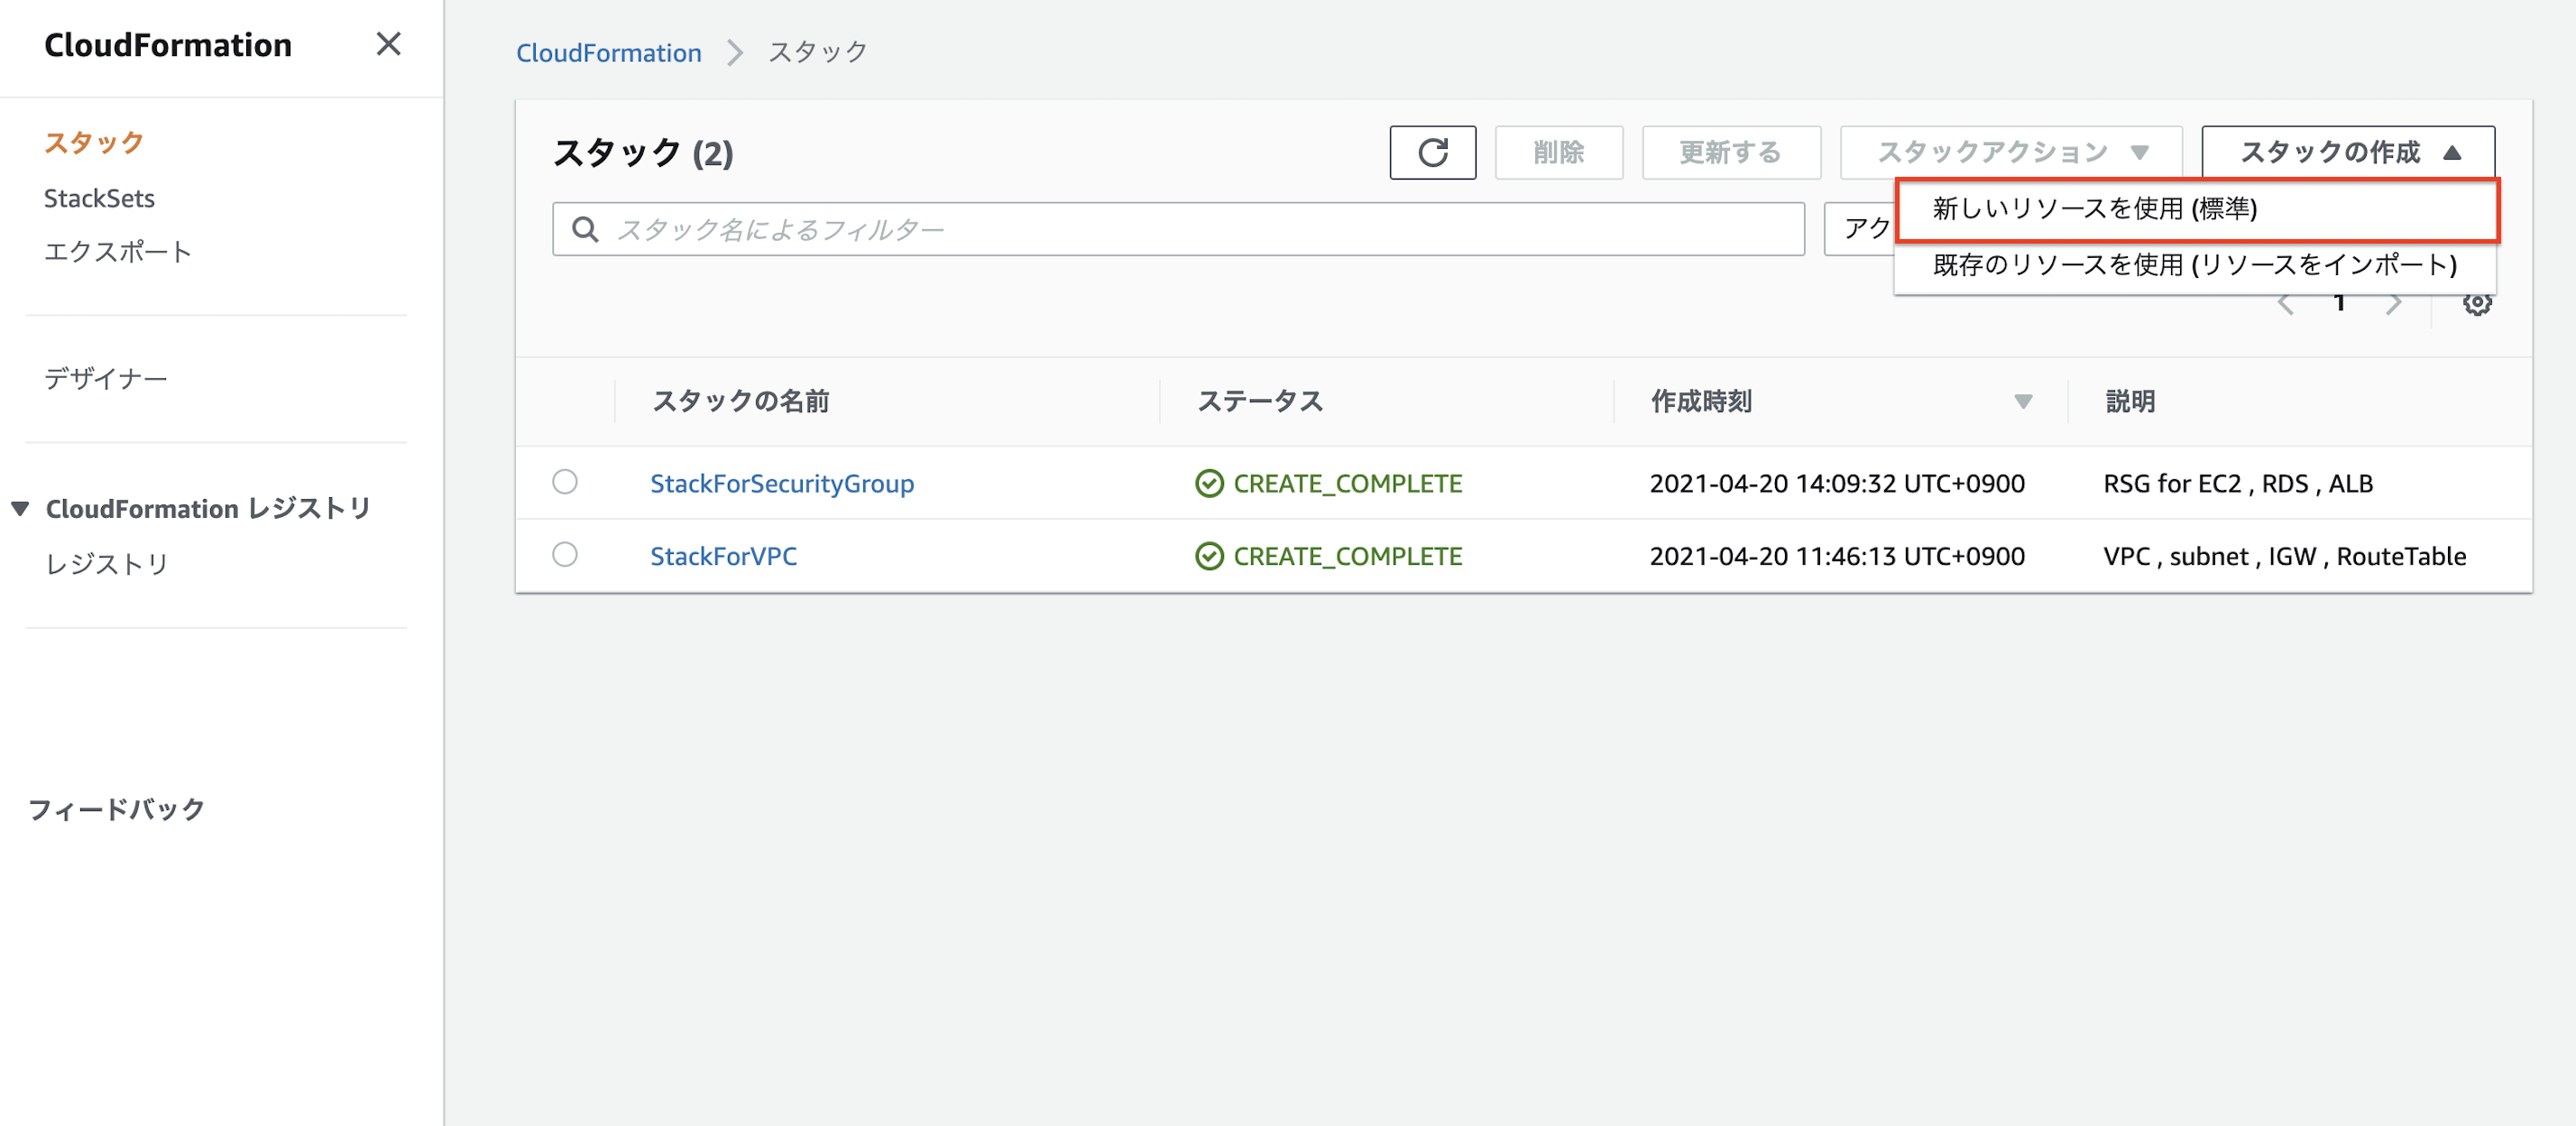 CloudFormation
スタック
StackSets
エクスポート
デザイナー
CloudFormation レジストリ
レジストリ
フィードバック
CloudFormation スタック
スタック (2)
削除 更新する スタックアクション スタックの作成
スタック名によるフィルター アク
新しいリソースを使用 (標準)
既存のリソースを使用 (リソースをインポート)
1
スタックの名前 ステータス 作成時刻 説明
StackForSecurityGroup CREATE_COMPLETE 2021-04-20 14:09:32 UTC+0900 RSG for EC2 , RDS , ALB
StackForVPC CREATE_COMPLETE 2021-04-20 11:46:13 UTC+0900 VPC , subnet , IGW , RouteTable